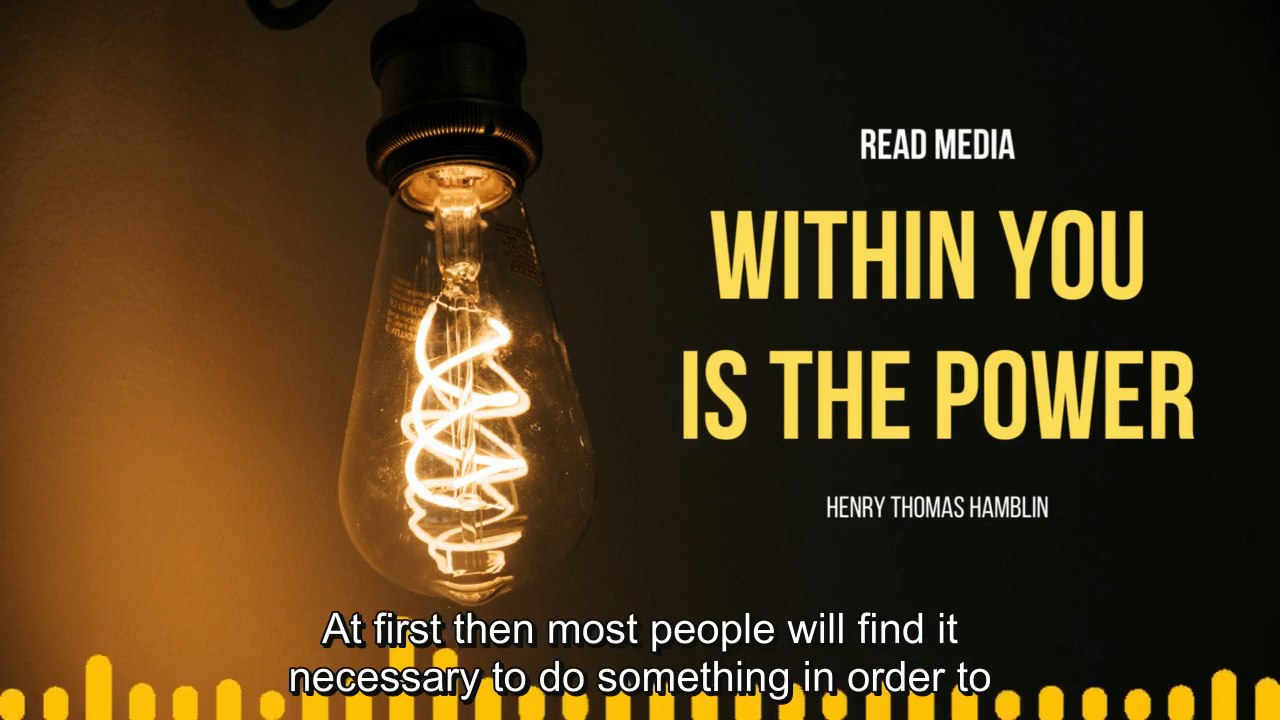 READ MEDIA
WITHIN YOU
IS THE POWER
HENRY THOMAS HAMBLIN
At first then most people will find it
necessary to do something in order to